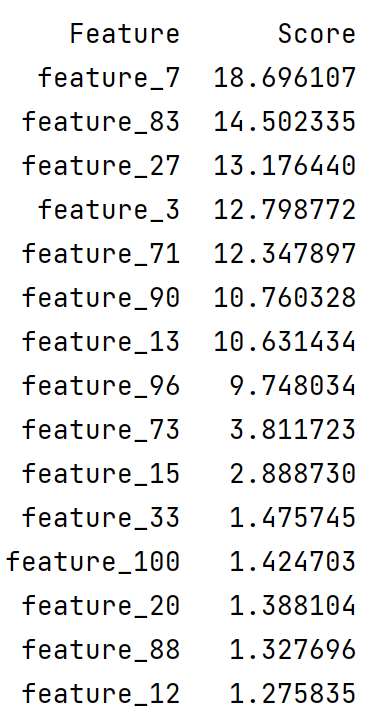 Feature Score
feature_7 18.696107
feature_83 14.502335
feature_27 13.176440
feature_3 12.798772
feature_71 12.347897
feature_90 10.760328
feature_13 10.631434
feature_96 9.748034
feature_73 3.811723
feature_15 2.888730
feature_33 1.475745
feature_100 1.424703
feature_20 1.388104
feature_88 1.327696
feature_12 1.275835